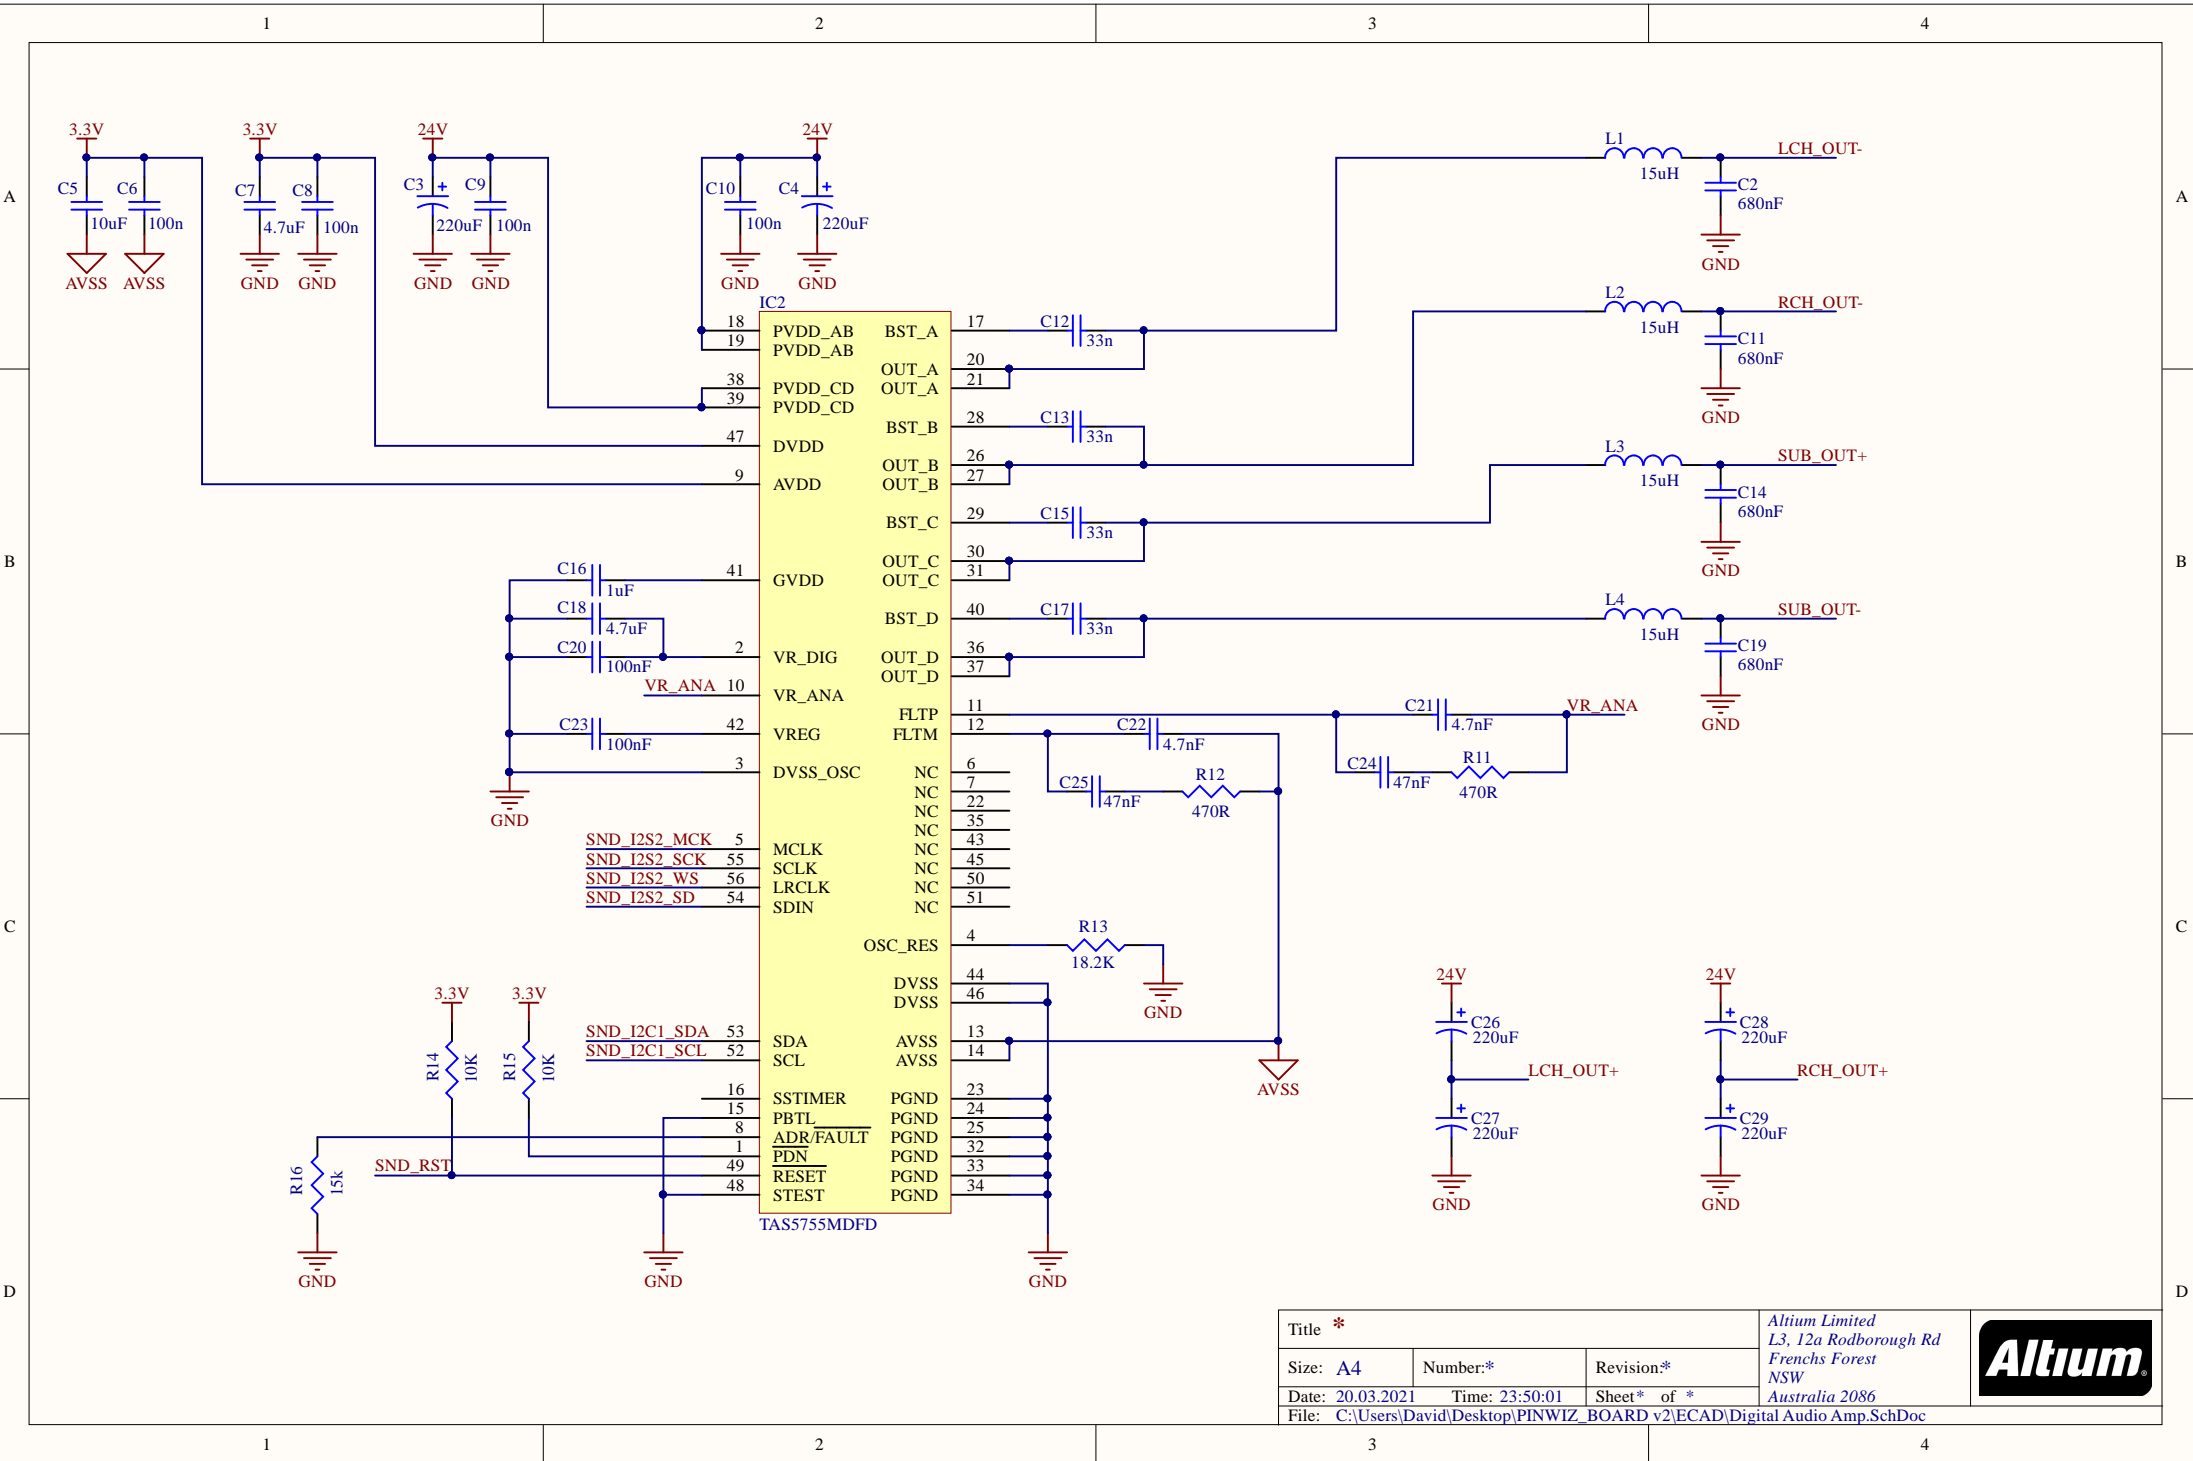 1 2 3 4
A A
B B
C C
D D
3.3V
C5 10uF
C6 100n
AVSS AVSS
3.3V
C7 4.7uF
C8 100n
GND GND
24V
C3 + 220uF
C9 100n
GND GND
24V
C10 100n
C4 + 220uF
GND GND
IC2
18 PVDD_AB
19 PVDD_AB
38 PVDD_CD
39 PVDD_CD
47 DVDD
9 AVDD
41 GVDD
2 VR_DIG
VR_ANA 10 VR_ANA
42 VREG
3 DVSS_OSC
C16 1uF
C18 4.7uF
C20 100nF
C23 100nF
GND
SND_I2S2_MCK 5 MCLK
SND_I2S2_SCK 55 SCLK
SND_I2S2_WS 56 LRCLK
SND_I2S2_SD 54 SDIN
SND_I2C1_SDA 53 SDA
SND_I2C1_SCL 52 SCL
16 SSTIMER
15 PBTL
8 ADR/FAULT
1 PDN
49 RESET
48 STEST
TAS5755MDFD
3.3V 3.3V
R14 10K
R15 10K
SND_RST
R16 15k
GND GND GND
BST_A 17
OUT_A 20
OUT_A 21
BST_B 28
OUT_B 26
OUT_B 27
BST_C 29
OUT_C 30
OUT_C 31
BST_D 40
OUT_D 36
OUT_D 37
FLTP 11
FLTM 12
NC 6
NC 7
NC 22
NC 35
NC 43
NC 45
NC 50
NC 51
OSC_RES 4
DVSS 44
DVSS 46
AVSS 13
AVSS 14
PGND 23
PGND 24
PGND 25
PGND 32
PGND 33
PGND 34
C12 33n
C13 33n
C15 33n
C17 33n
C22 4.7nF
C25 47nF
R12 470R
C21 4.7nF
VR_ANA
C24 47nF
R11 470R
R13 18.2K
GND
AVSS
L1 15uH
LCH_OUT-
C2 680nF
GND
L2 15uH
RCH_OUT-
C11 680nF
GND
L3 15uH
SUB_OUT+
C14 680nF
GND
L4 15uH
SUB_OUT-
C19 680nF
GND
24V
+ C26 220uF
LCH_OUT+
+ C27 220uF
GND
24V
+ C28 220uF
RCH_OUT+
+ C29 220uF
GND
Title *
Size: A4 Number:* Revision:*
Date: 20.03.2021 Time: 23:50:01 Sheet* of *
File: C:\Users\David\Desktop\PINWIZ_BOARD v2\ECAD\Digital Audio Amp.SchDoc
Altium Limited
L3, 12a Rodborough Rd
Frenchs Forest
NSW
Australia 2086
Altium
1 2 3 4